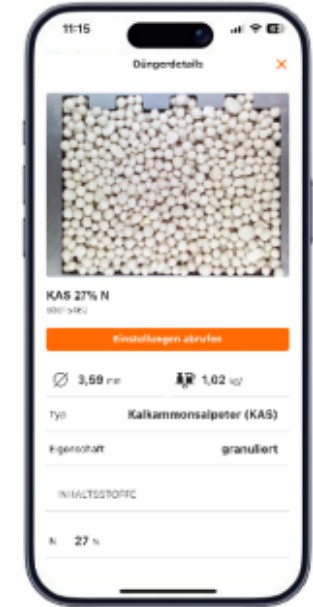 11:15
Düngerdetails
KAS 27% N
Einstellungen abrufen
3,59 mm
1,02 kg/l
Typ Kalkammonsalpeter (KAS)
Eigenschaft granuliert
INHALTSSTOFFE
N 27 %